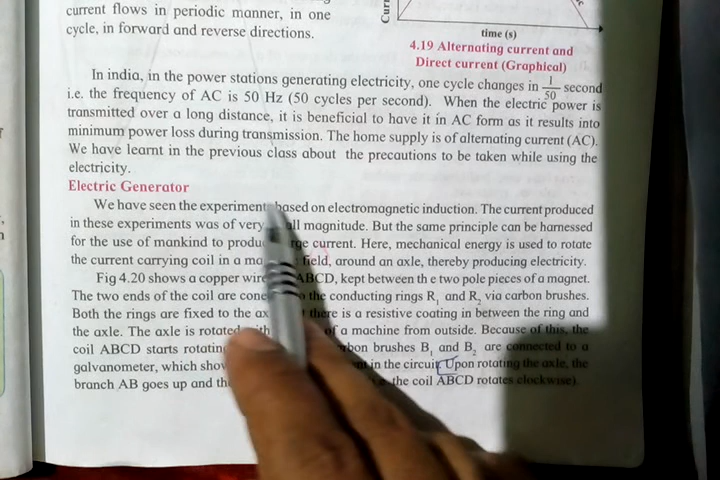 current flows in periodic manner, in one
cycle, in forward and reverse directions.
time (s)
4.19 Alternating current and
Direct current (Graphical)
In india, in the power stations generating electricity, one cycle changes in 1/50 second
i.e. the frequency of AC is 50 Hz (50 cycles per second). When the electric power is
transmitted over a long distance, it is beneficial to have it in AC form as it results into
minimum power loss during transmission. The home supply is of alternating current (AC).
We have learnt in the previous class about the precautions to be taken while using the
electricity.
Electric Generator
We have seen the experiment based on electromagnetic induction. The current produced
in these experiments was of very all magnitude. But the same principle can be harnessed
for the use of mankind to produ rge current. Here, mechanical energy is used to rotate
the current carrying coil in a ma field, around an axle, thereby producing electricity.
Fig 4.20 shows a copper wire ABCD, kept between th e two pole pieces of a magnet.
The two ends of the coil are conne o the conducting rings R1 and R2 via carbon brushes.
Both the rings are fixed to the ax there is a resistive coating in between the ring and
the axle. The axle is rotated with of a machine from outside. Because of this, the
coil ABCD starts rotating rbon brushes B1 and B2 are connected to a
galvanometer, which show in the circuit. Upon rotating the axle, the
branch AB goes up and th the coil ABCD rotates clockwise).